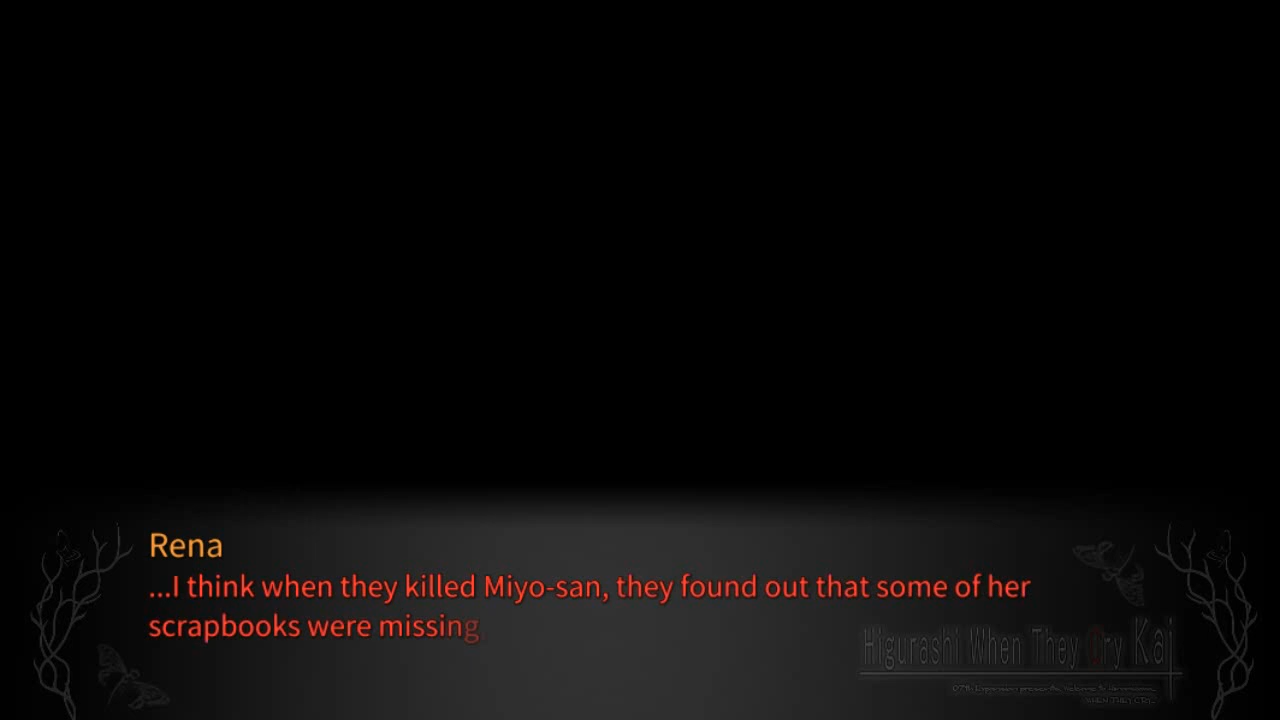 Rena
...I think when they killed Miyo-san, they found out that some of her
scrapbooks were missing
Higurashi When They Cry Kai